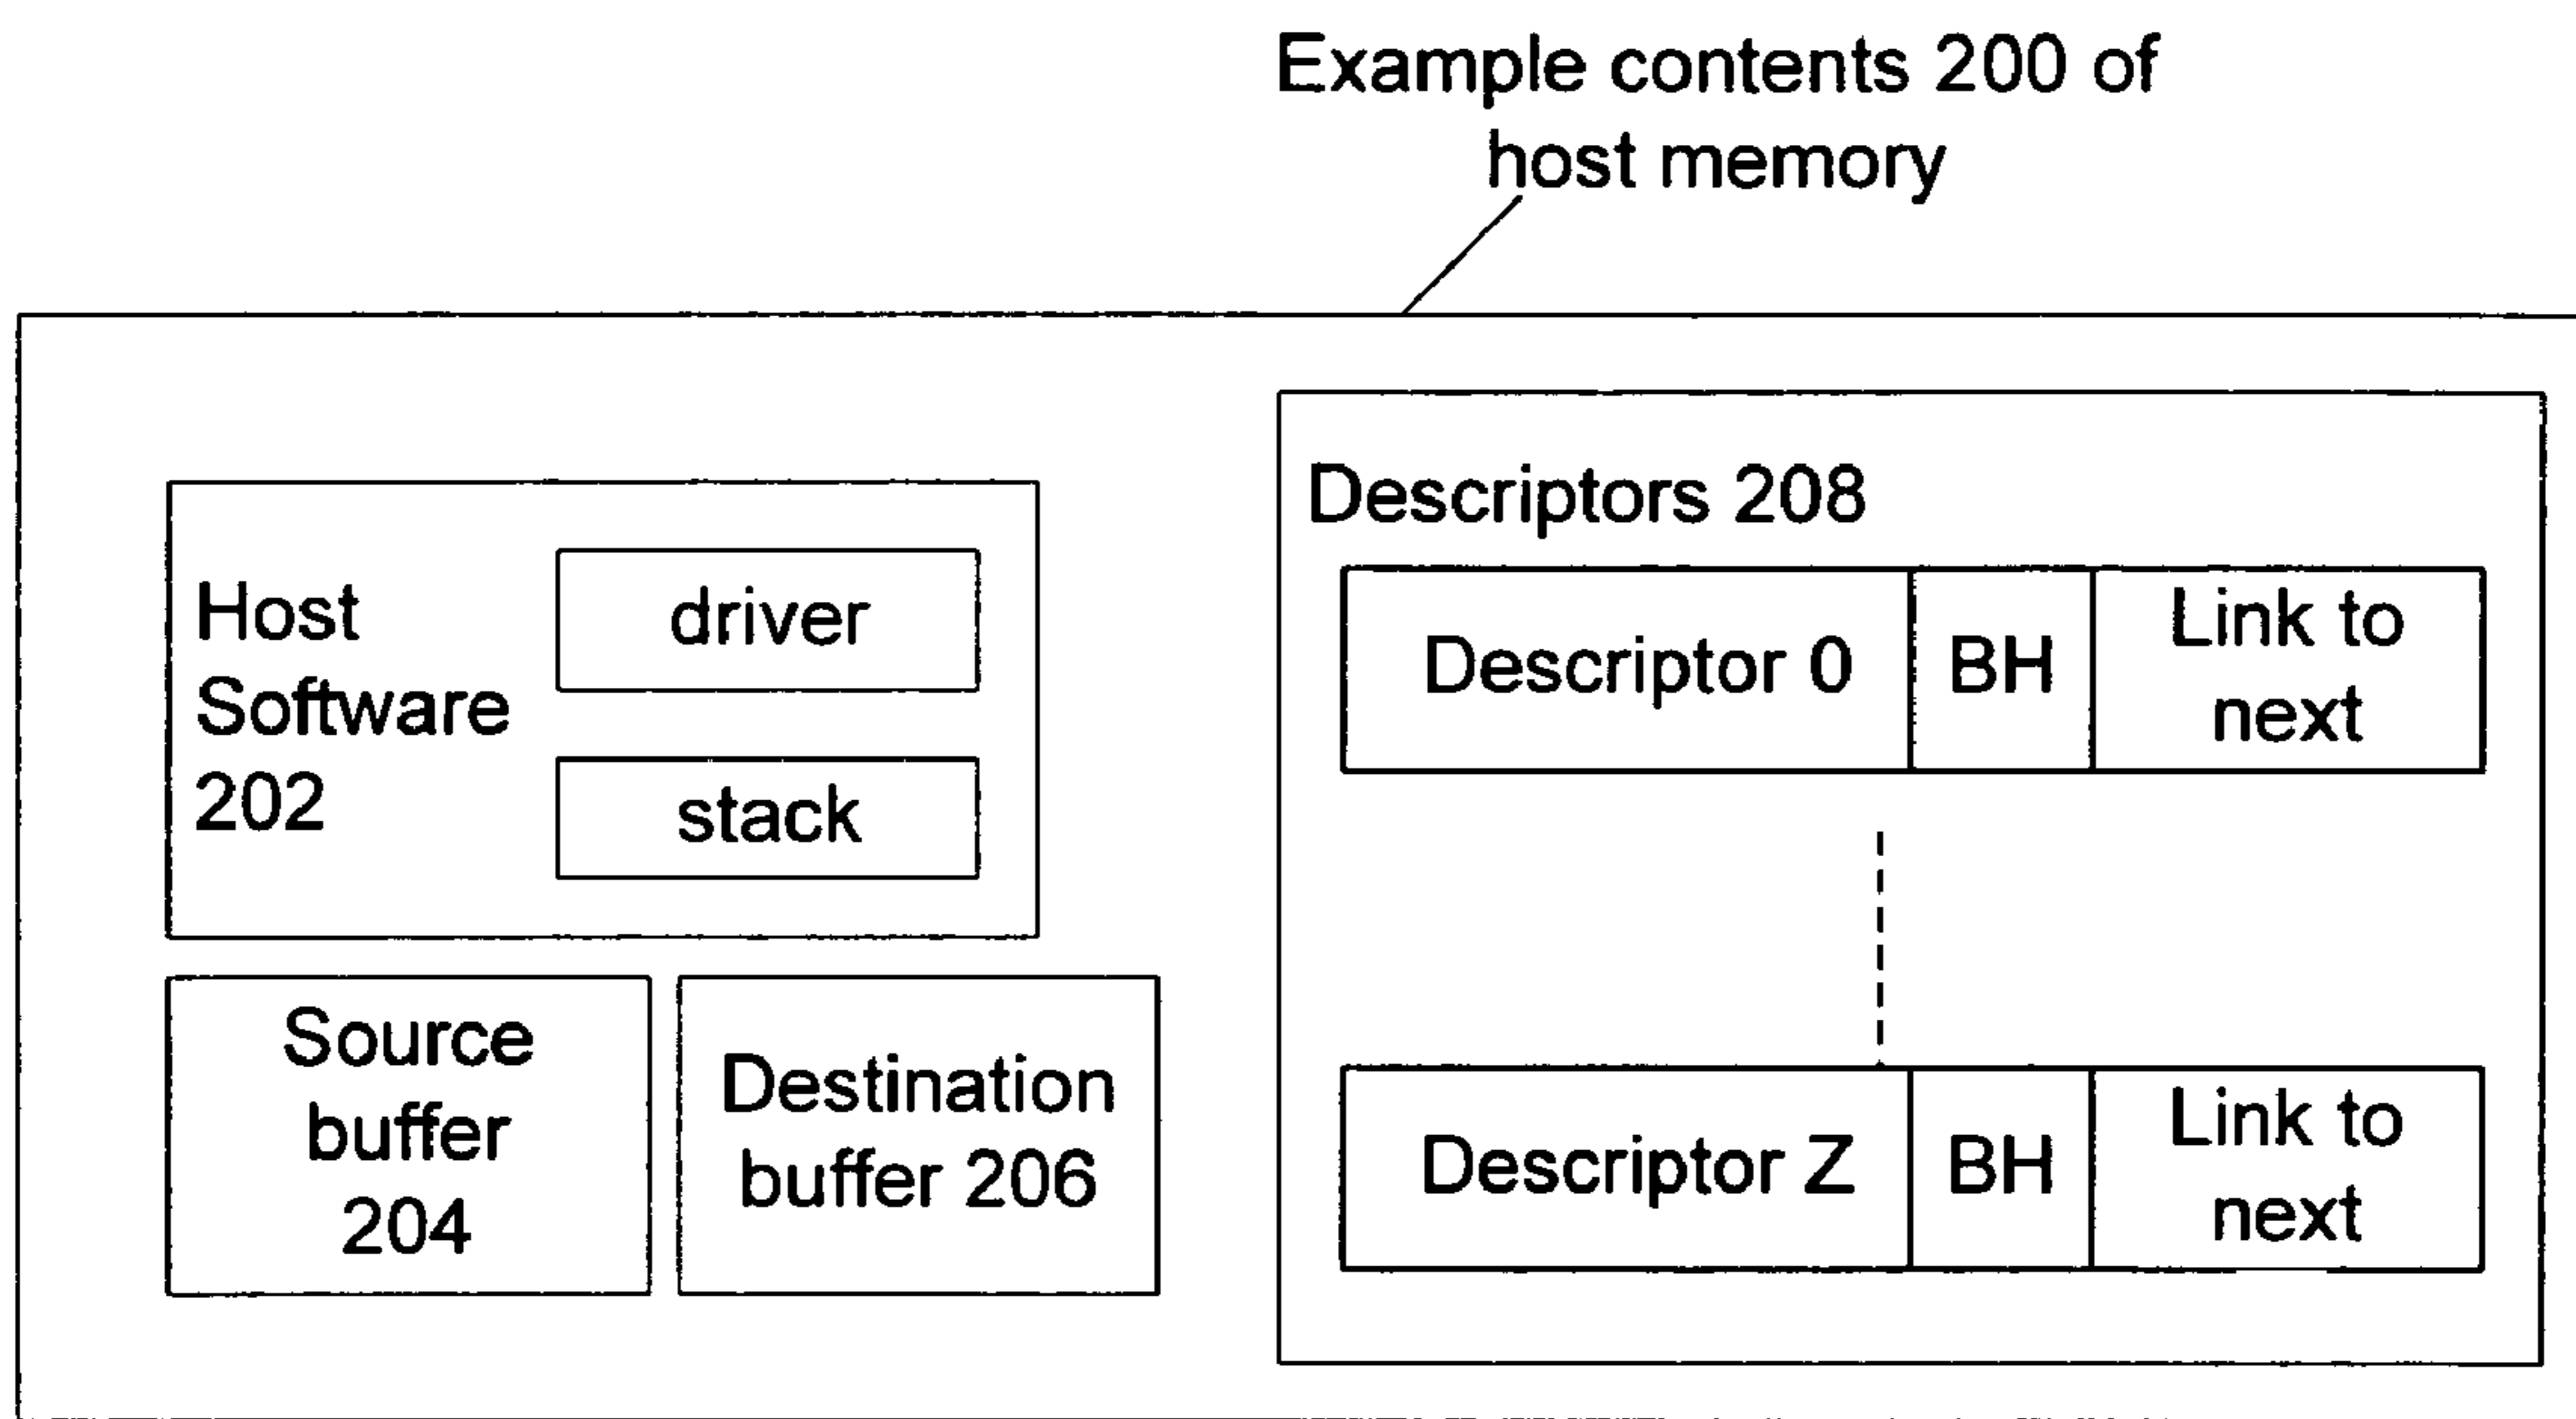 Example contents 200 of
host memory
Host
Software
202
driver
stack
Source
buffer
204
Destination
buffer 206
Descriptors 208
Descriptor 0
BH
Link to
next
Descriptor Z
BH
Link to
next